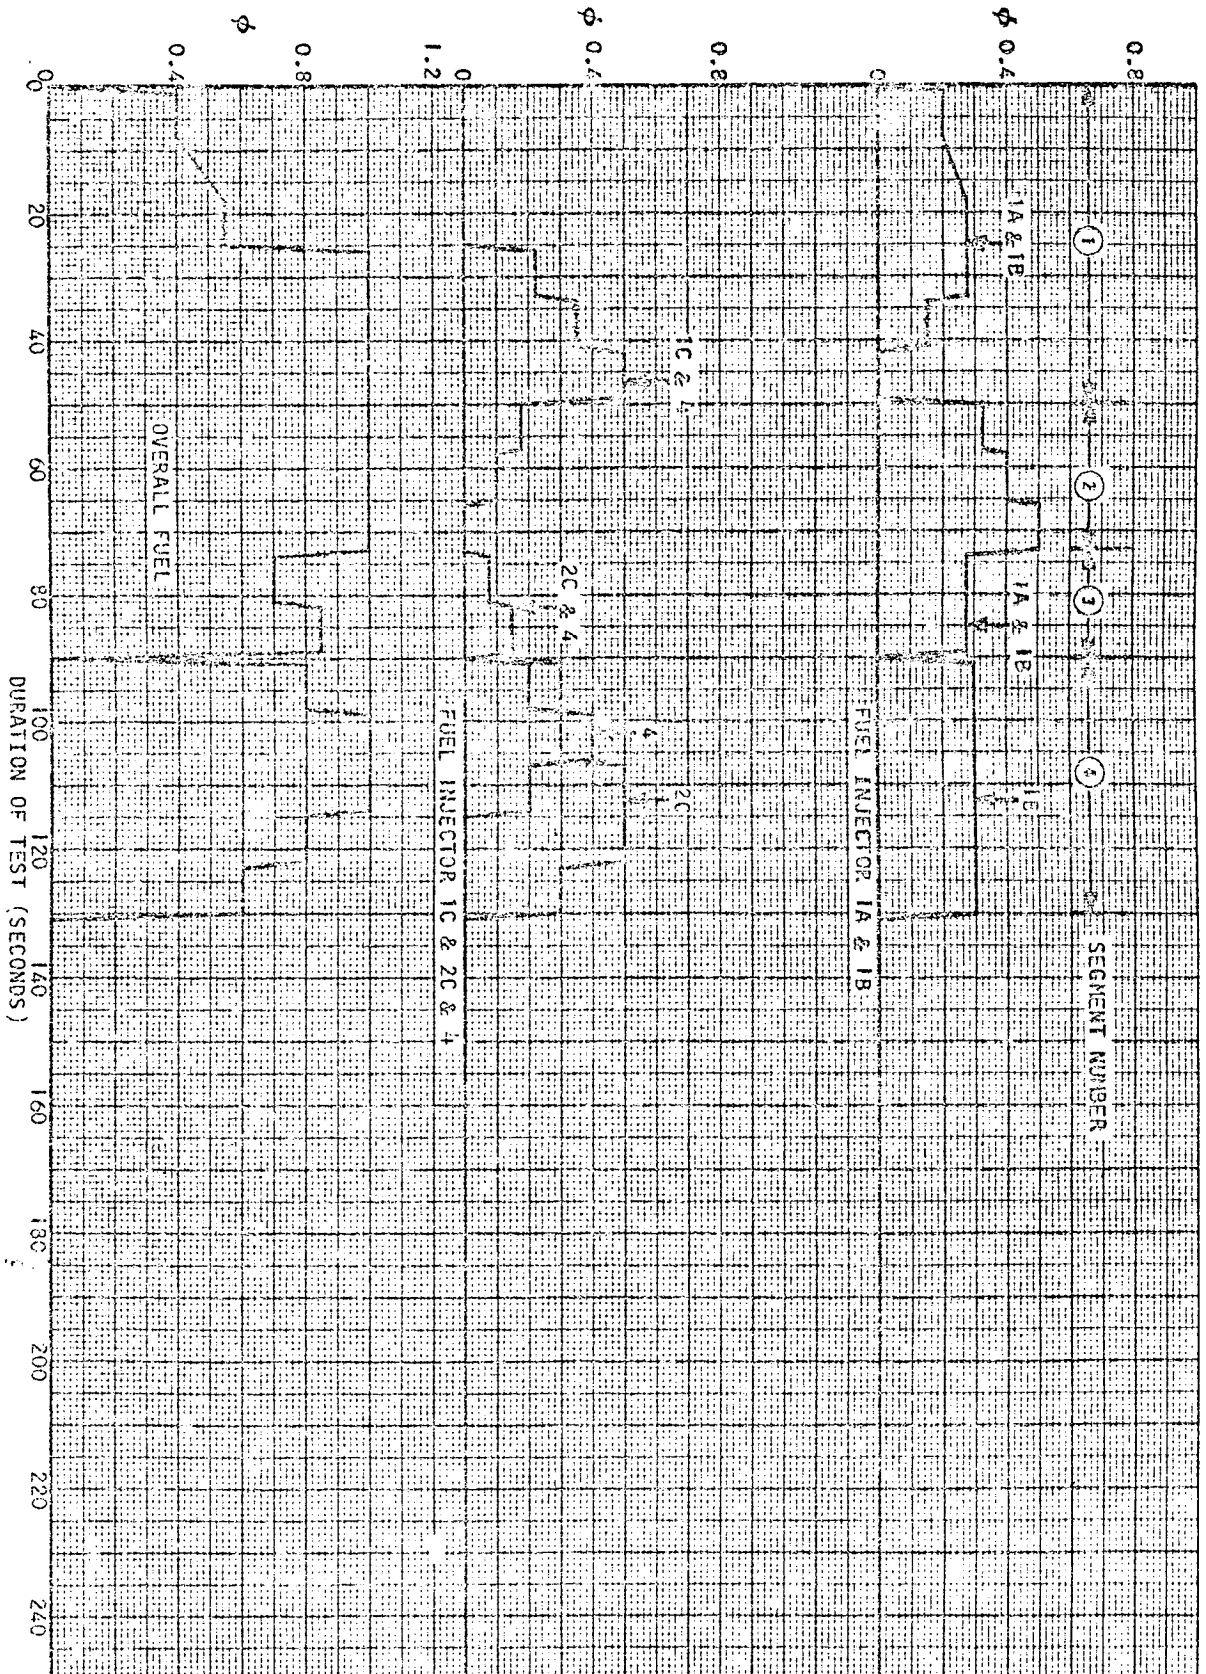 SEGMENT NUMBER
1
2
3
4
0.8
φ 0.4
0
1A & 1B
1A & 1B
FUEL INJECTOR 1A & 1B
0.8
φ 0.4
0
1C & 4
2C & 4
4
2C
FUEL INJECTOR 1C & 2C & 4
1.2
0.8
φ
0.4
0
OVERALL FUEL
0 20 40 60 80 100 120 140 160 180 200 220 240
DURATION OF TEST (SECONDS)